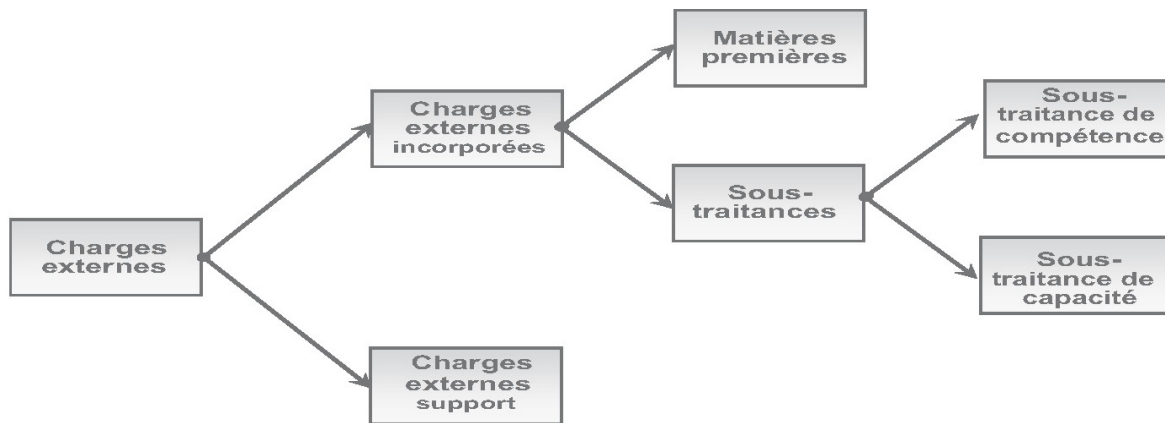 Matières
premières
Charges
externes
incorporées
Sous-
traitance de
compétence
Sous-
traitances
Charges
externes
Sous-
traitance de
capacité
Charges
externes
support